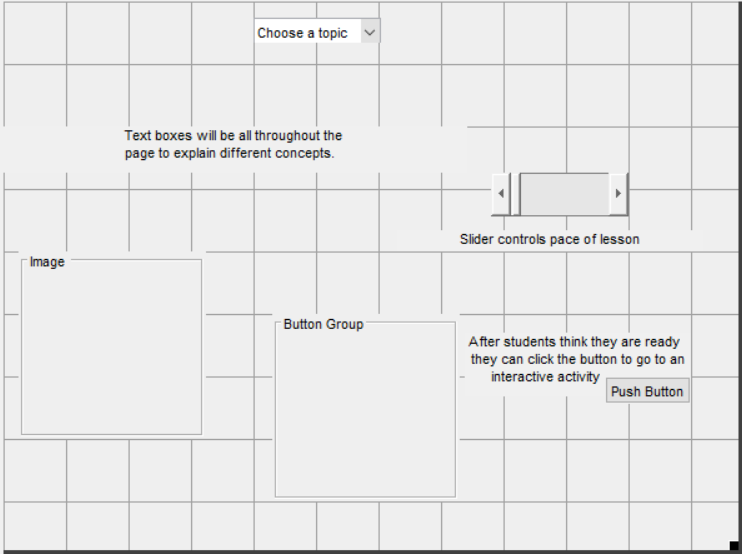 Choose a topic
Text boxes will be all throughout the
page to explain different concepts.
Slider controls pace of lesson
Image
Button Group
After students think they are ready
they can click the button to go to an
interactive activity
Push Button